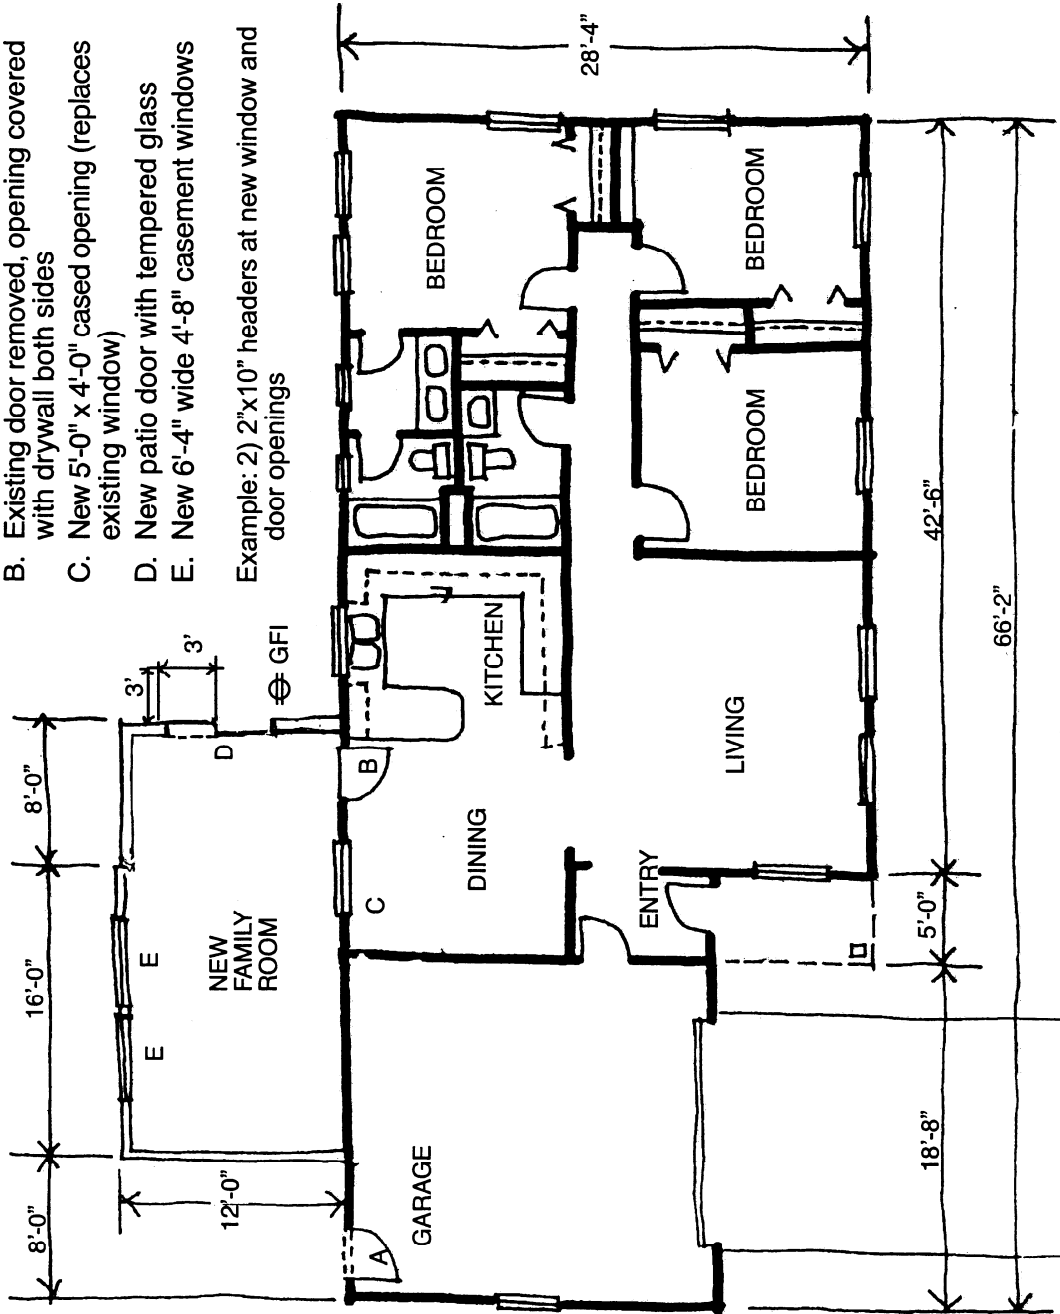 B. Existing door removed, opening covered
with drywall both sides
C. New 5'-0" x 4'-0" cased opening (replaces
existing window)
D. New patio door with tempered glass
E. New 6'-4" wide 4'-8" casement windows
Example: 2) 2"x10" headers at new window and
door openings
8'-0"
16'-0"
8'-0"
12'-0"
3'
3'
GFI
D
E
E
NEW
FAMILY
ROOM
A
C
B
GARAGE
DINING
KITCHEN
BEDROOM
ENTRY
LIVING
BEDROOM
BEDROOM
28'-4"
18'-8"
5'-0"
42'-6"
66'-2"